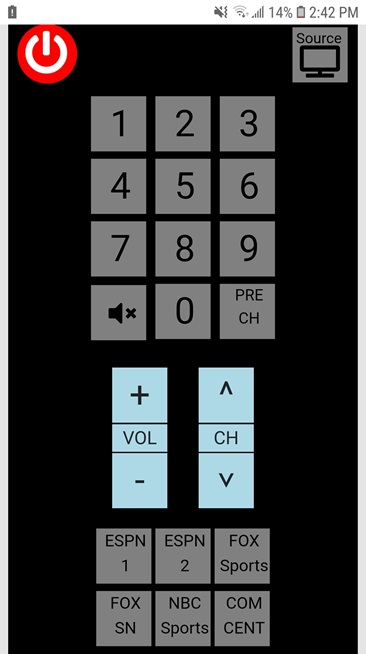 14% 2:42 PM
Source
1 2 3
4 5 6
7 8 9
0 PRE
CH
+ ^
VOL CH
- v
ESPN ESPN FOX
1 2 Sports
FOX NBC COM
SN Sports CENT